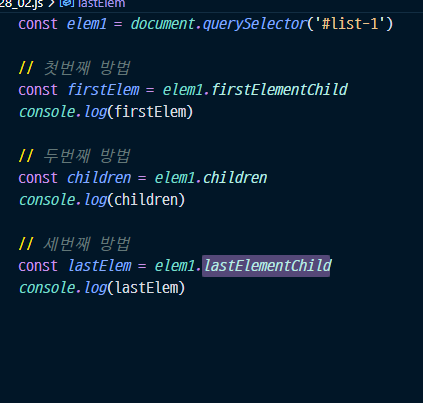 28_02.js > lastElem
const elem1 = document.querySelector('#list-1')
// 첫번째 방법
const firstElem = elem1.firstElementChild
console.log(firstElem)
// 두번째 방법
const children = elem1.children
console.log(children)
// 세번째 방법
const lastElem = elem1.lastElementChild
console.log(lastElem)